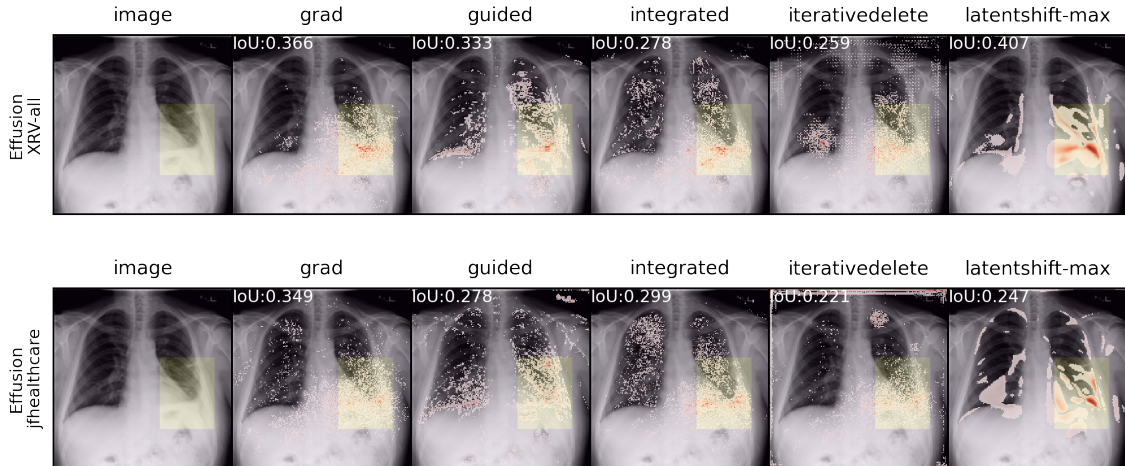 image grad guided integrated iterativedelete latentshift-max
Effusion
XRV-all
IoU:0.366 IoU:0.333 IoU:0.278 IoU:0.259 IoU:0.407
image grad guided integrated iterativedelete latentshift-max
Effusion
jfhealthcare
IoU:0.349 IoU:0.278 IoU:0.299 IoU:0.221 IoU:0.247